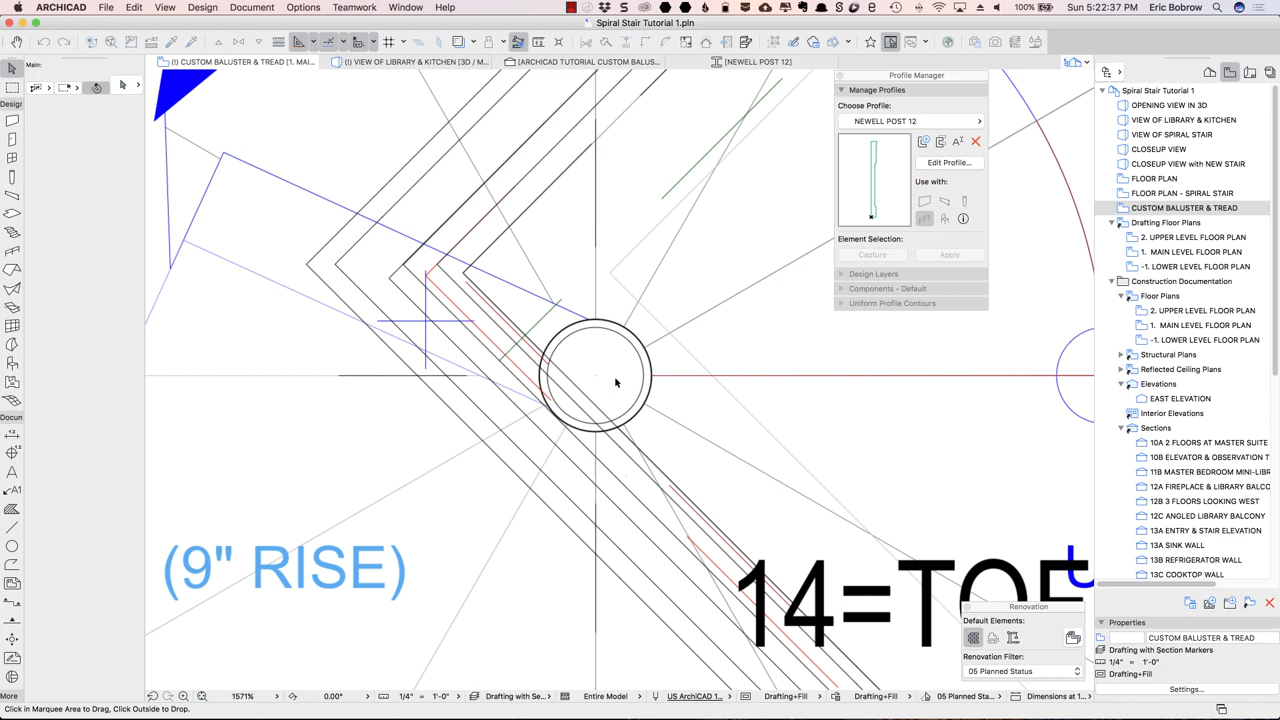 ARCHICAD File Edit View Design Document Options Teamwork Window Help 100% Sun 5:22:37 PM Eric Bobrow
Spiral Stair Tutorial 1.pln
Main:
(!) CUSTOM BALUSTER & TREAD [1. MAI...
(!) VIEW OF LIBRARY & KITCHEN [3D / M...
[ARCHICAD TUTORIAL CUSTOM BALUS...
[NEWELL POST 12]
Design
Docun
More
Profile Manager
Manage Profiles
Choose Profile:
NEWELL POST 12
Edit Profile...
Use with:
Element Selection:
Capture Apply
Design Layers
Components - Default
Uniform Profile Contours
Spiral Stair Tutorial 1
OPENING VIEW IN 3D
VIEW OF LIBRARY & KITCHEN
VIEW OF SPIRAL STAIR
CLOSEUP VIEW
CLOSEUP VIEW with NEW STAIR
FLOOR PLAN
FLOOR PLAN - SPIRAL STAIR
CUSTOM BALUSTER & TREAD
Drafting Floor Plans
2. UPPER LEVEL FLOOR PLAN
1. MAIN LEVEL FLOOR PLAN
-1. LOWER LEVEL FLOOR PLAN
Construction Documentation
Floor Plans
2. UPPER LEVEL FLOOR PLAN
1. MAIN LEVEL FLOOR PLAN
-1. LOWER LEVEL FLOOR PLAN
Structural Plans
Reflected Ceiling Plans
Elevations
EAST ELEVATION
Interior Elevations
Sections
10A 2 FLOORS AT MASTER SUITE
10B ELEVATOR & OBSERVATION T
11B MASTER BEDROOM MINI-LIBR
12A FIREPLACE & LIBRARY BALCO
12B 3 FLOORS LOOKING WEST
12C ANGLED LIBRARY BALCONY
13A ENTRY & STAIR ELEVATION
13A SINK WALL
13B REFRIGERATOR WALL
13C COOKTOP WALL
(9" RISE)
14=TOE
Renovation
Default Elements:
Renovation Filter:
05 Planned Status
Properties
CUSTOM BALUSTER & TREAD
Drafting with Section Markers
1/4" = 1'-0"
Drafting+Fill
Settings...
1571% 0.00° 1/4" = 1'-0" Drafting with Se... Entire Model US ArchiCAD 1... Drafting+Fill Drafting+Fill 05 Planned Sta... Dimensions at 1...
Click in Marquee Area to Drag, Click Outside to Drop.